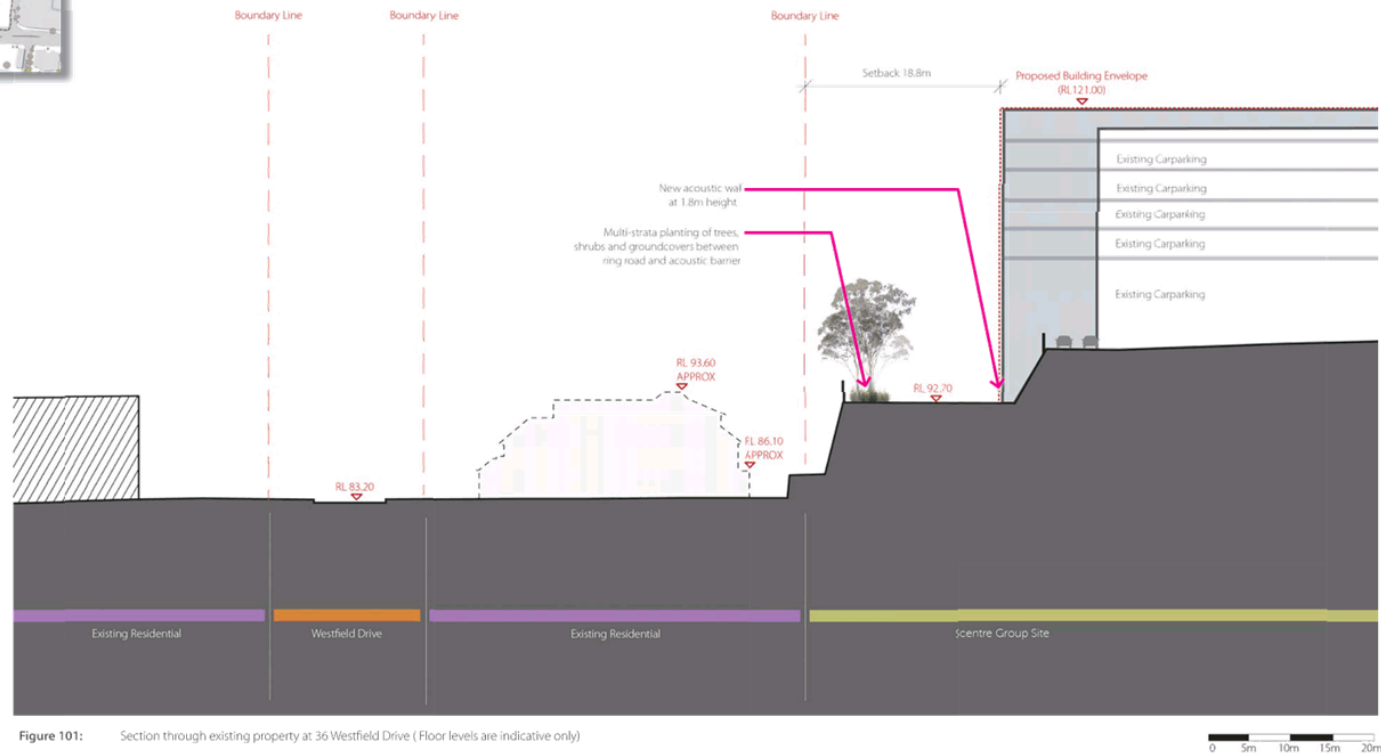 Boundary Line
Boundary Line
Boundary Line
Setback 18.8m
Proposed Building Envelope
(RL121.00)
Existing Carparking
Existing Carparking
Existing Carparking
Existing Carparking
Existing Carparking
New acoustic wall
at 1.8m height
Multi-strata planting of trees,
shrubs and groundcovers between
ring road and acoustic barrier
RL 93.60
APPROX
RL 92.70
RL 86.10
APPROX
RL 83.20
Existing Residential
Westfield Drive
Existing Residential
Scentre Group Site
Figure 101: Section through existing property at 36 Westfield Drive ( Floor levels are indicative only)
0 5m 10m 15m 20m